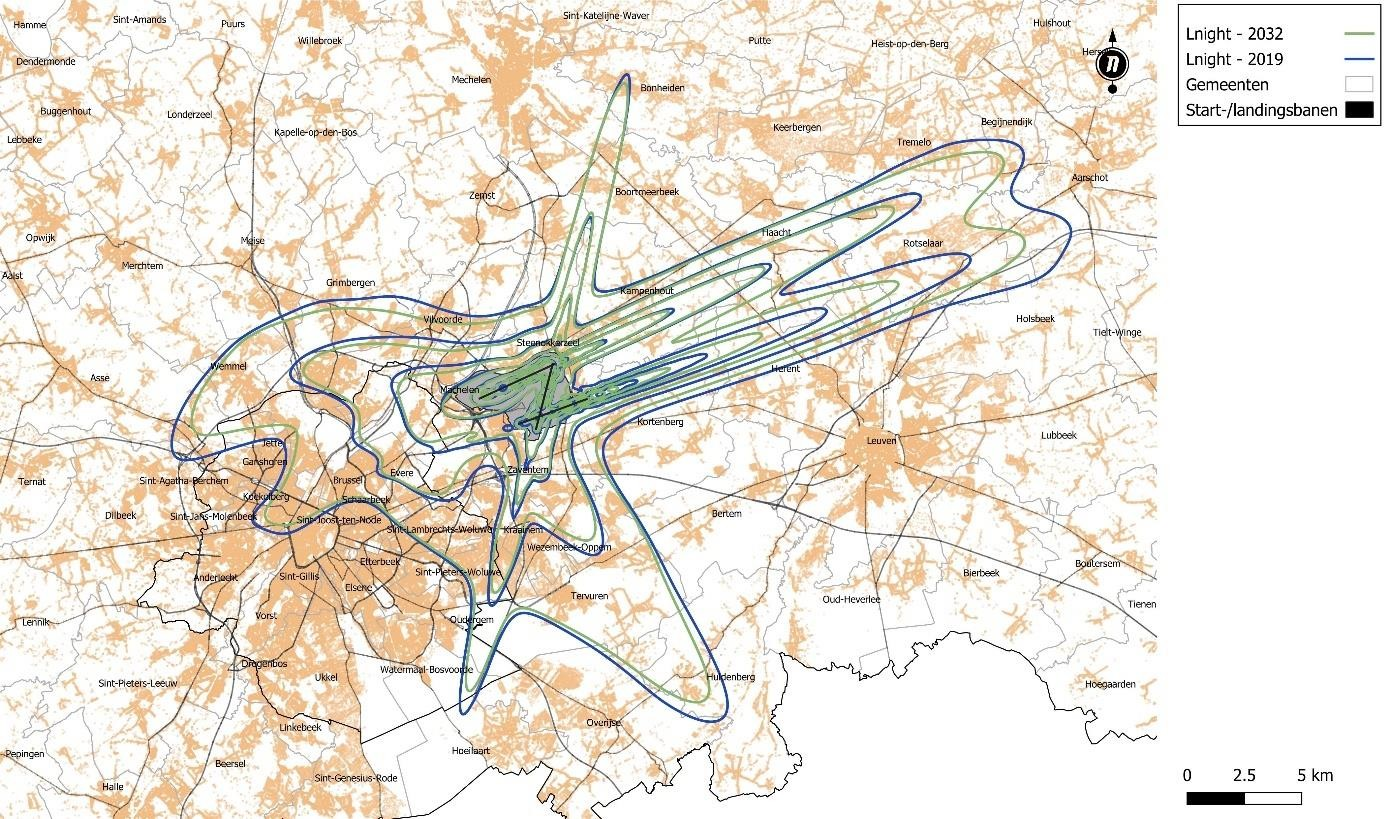 Hamme
Sint-Amands
Puurs
Sint-Katelijne-Waver
Hulshout
Willebroek
Putte
Heist-op-den-Berg
Dendermonde
Mechelen
Bonheiden
Buggenhout
Londerzeel
Keerbergen
Begijnendijk
Lebbeke
Kapelle-op-den-Bos
Tremelo
Aarschot
Zemst
Boortmeerbeek
Opwijk
Meise
Haacht
Rotselaar
Merchtem
Aalst
Grimbergen
Kampenhout
Vilvoorde
Holsbeek
Tielt-Winge
Steenokkerzeel
Wemmel
Herent
Asse
Machelen
Kortenberg
Jette
Leuven
Lubbeek
Ganshoren
Zaventem
Evere
Ternat
Sint-Agatha-Berchem
Brussel
Koekelberg
Schaarbeek
Dilbeek
Sint-Jans-Molenbeek
Sint-Joost-ten-Node
Bertem
Sint-Lambrechts-Woluwe
Kraainem
Wezembeek-Oppem
Etterbeek
Boutersem
Anderlecht
Sint-Gillis
Sint-Pieters-Woluwe
Bierbeek
Elsene
Tervuren
Oud-Heverlee
Tienen
Lennik
Vorst
Oudergem
Drogenbos
Watermaal-Bosvoorde
Ukkel
Huldenberg
Sint-Pieters-Leeuw
Hoegaarden
Linkebeek
Overijse
Pepingen
Hoeilaart
Beersel
Sint-Genesius-Rode
Halle
n
Lnight - 2032
Lnight - 2019
Gemeenten
Start-/landingsbanen
0 2.5 5 km